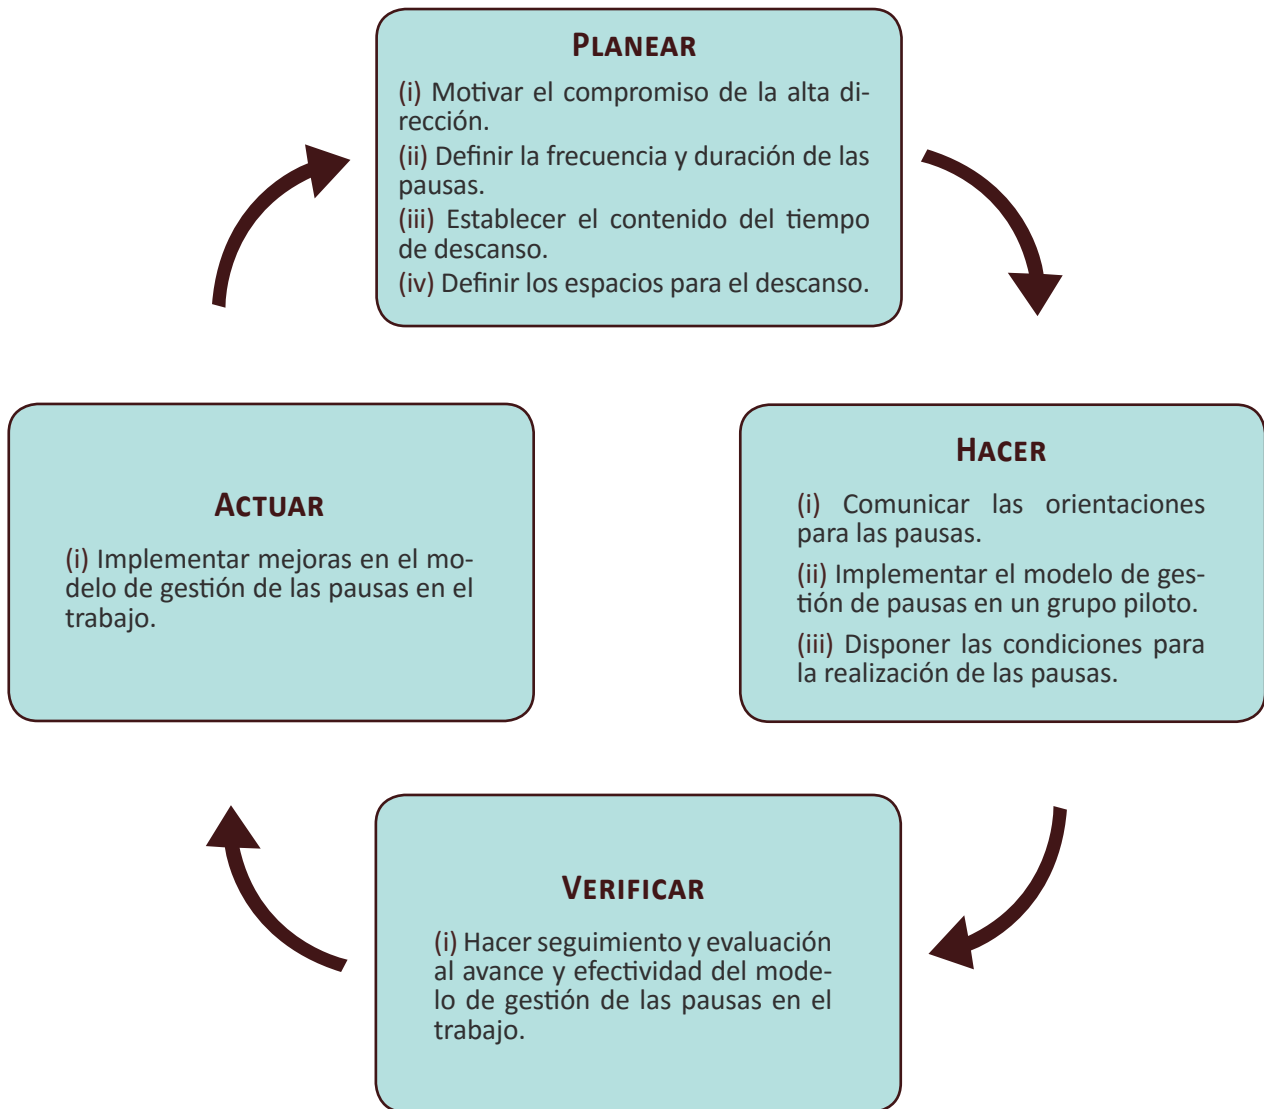 PLANEAR
(i) Motivar el compromiso de la alta di-
rección.
(ii) Definir la frecuencia y duración de las
pausas.
(iii) Establecer el contenido del tiempo
de descanso.
(iv) Definir los espacios para el descanso.
HACER
(i) Comunicar las orientaciones
para las pausas.
(ii) Implementar el modelo de ges-
tión de pausas en un grupo piloto.
(iii) Disponer las condiciones para
la realización de las pausas.
VERIFICAR
(i) Hacer seguimiento y evaluación
al avance y efectividad del mode-
lo de gestión de las pausas en el
trabajo.
ACTUAR
(i) Implementar mejoras en el mo-
delo de gestión de las pausas en el
trabajo.